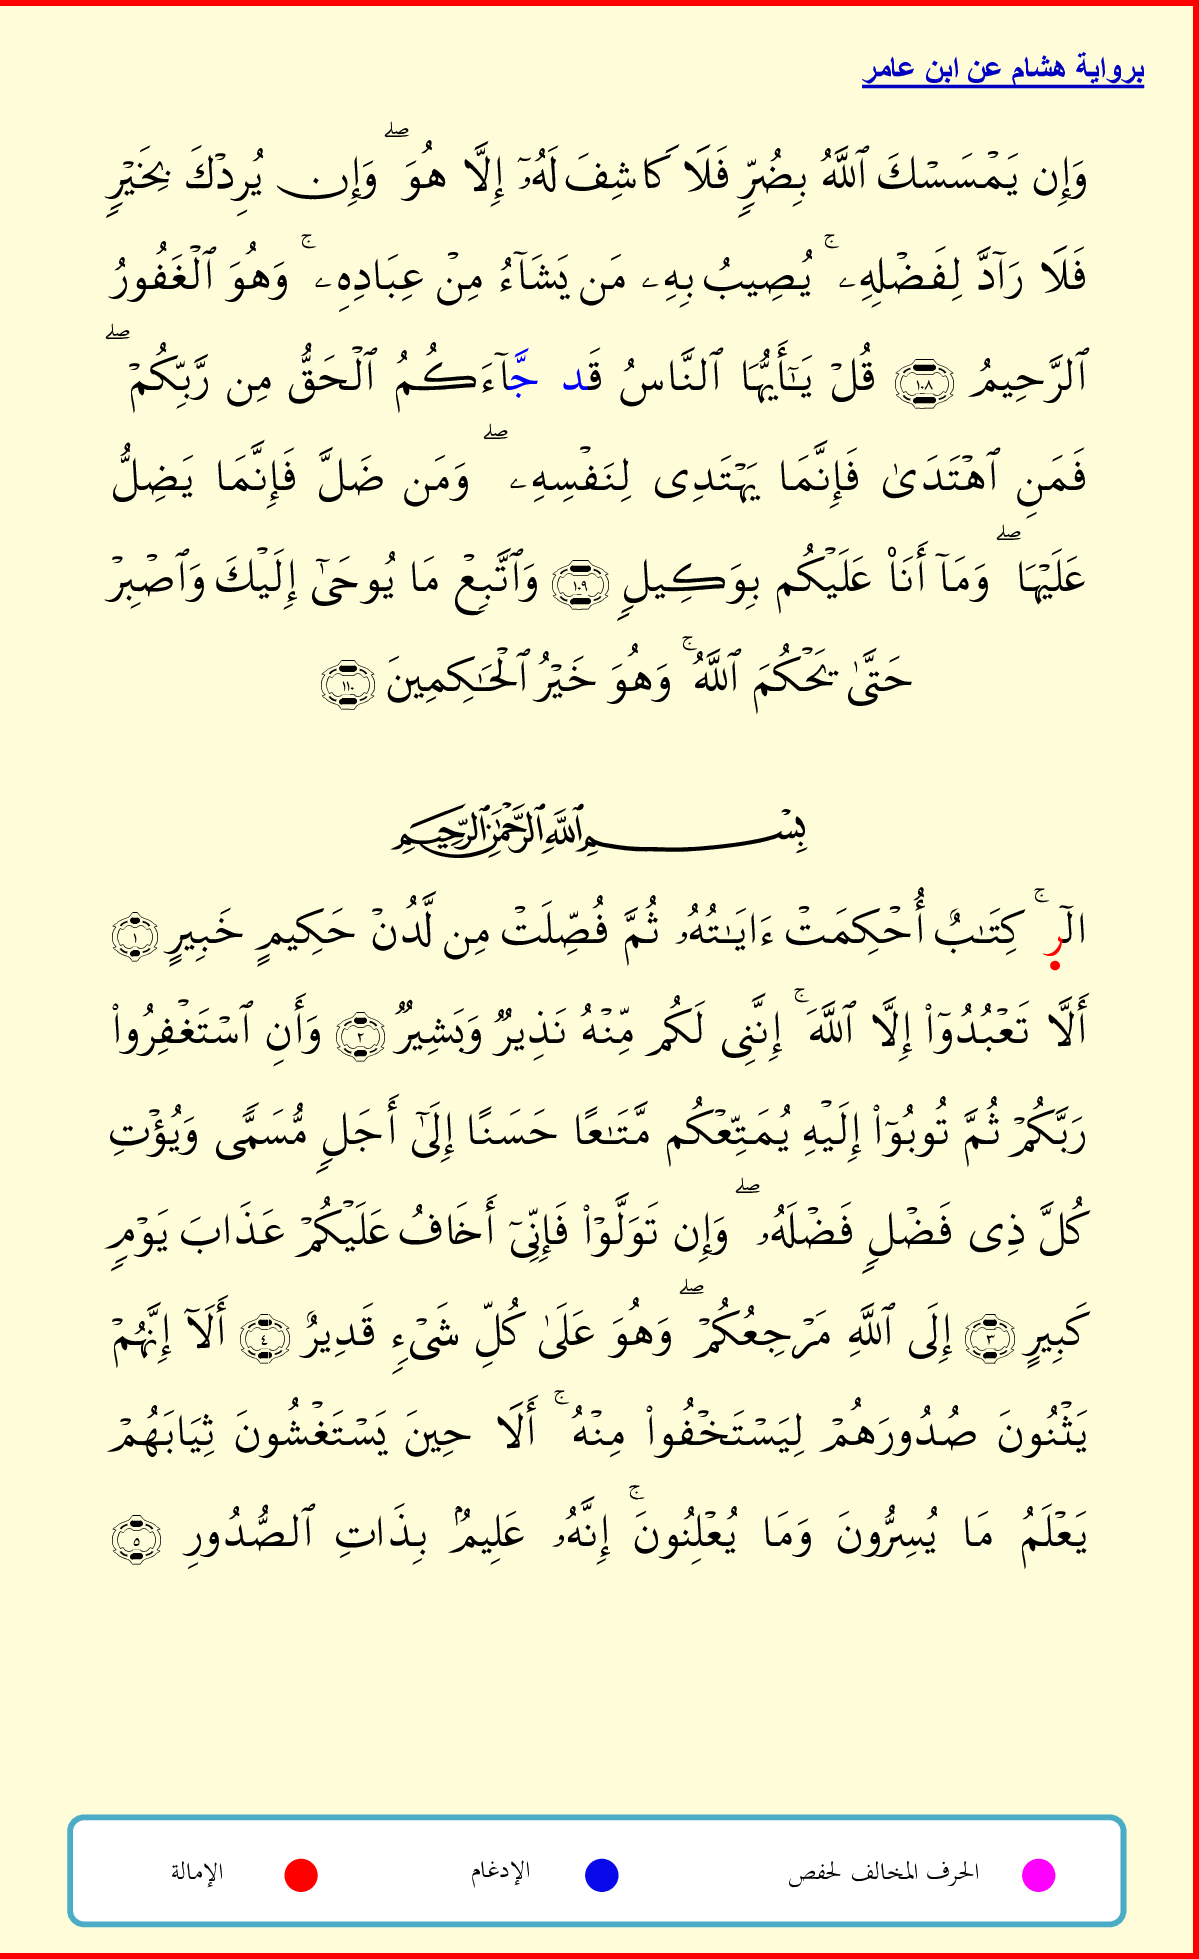 برواية هشام عن ابن عامر
وَإِن يَمْسَسْكَ ٱللَّهُ بِضُرٍّ فَلَا كَاشِفَ لَهُۥٓ إِلَّا هُوَ ۖ وَإِن يُرِدْكَ بِخَيْرٍ
فَلَا رَآدَّ لِفَضْلِهِۦ ۚ يُصِيبُ بِهِۦ مَن يَشَآءُ مِنْ عِبَادِهِۦ ۚ وَهُوَ ٱلْغَفُورُ
ٱلرَّحِيمُ ١٠٨ قُلْ يَـٰٓأَيُّهَا ٱلنَّاسُ قَد جَّآءَكُمُ ٱلْحَقُّ مِن رَّبِّكُمْ ۖ
فَمَنِ ٱهْتَدَىٰ فَإِنَّمَا يَهْتَدِى لِنَفْسِهِۦ ۖ وَمَن ضَلَّ فَإِنَّمَا يَضِلُّ
عَلَيْهَا ۖ وَمَآ أَنَا۠ عَلَيْكُم بِوَكِيلٍ ١٠٩ وَٱتَّبِعْ مَا يُوحَىٰٓ إِلَيْكَ وَٱصْبِرْ
حَتَّىٰ يَحْكُمَ ٱللَّهُ ۚ وَهُوَ خَيْرُ ٱلْحَـٰكِمِينَ ١١٠
بِسْمِ ٱللَّهِ ٱلرَّحْمَـٰنِ ٱلرَّحِيمِ
الٓر ۚ كِتَـٰبٌ أُحْكِمَتْ ءَايَـٰتُهُۥ ثُمَّ فُصِّلَتْ مِن لَّدُنْ حَكِيمٍ خَبِيرٍ ١
أَلَّا تَعْبُدُوٓا۟ إِلَّا ٱللَّهَ ۚ إِنَّنِى لَكُم مِّنْهُ نَذِيرٌ وَبَشِيرٌ ٢ وَأَنِ ٱسْتَغْفِرُوا۟
رَبَّكُمْ ثُمَّ تُوبُوٓا۟ إِلَيْهِ يُمَتِّعْكُم مَّتَـٰعًا حَسَنًا إِلَىٰٓ أَجَلٍ مُّسَمًّى وَيُؤْتِ
كُلَّ ذِى فَضْلٍ فَضْلَهُۥ ۖ وَإِن تَوَلَّوْا۟ فَإِنِّىٓ أَخَافُ عَلَيْكُمْ عَذَابَ يَوْمٍ
كَبِيرٍ ٣ إِلَى ٱللَّهِ مَرْجِعُكُمْ ۖ وَهُوَ عَلَىٰ كُلِّ شَىْءٍ قَدِيرٌ ٤ أَلَآ إِنَّهُمْ
يَثْنُونَ صُدُورَهُمْ لِيَسْتَخْفُوا۟ مِنْهُ ۚ أَلَا حِينَ يَسْتَغْشُونَ ثِيَابَهُمْ
يَعْلَمُ مَا يُسِرُّونَ وَمَا يُعْلِنُونَ ۚ إِنَّهُۥ عَلِيمٌۢ بِذَاتِ ٱلصُّدُورِ ٥
الحرف المخالف لحفص الإدغام الإمالة